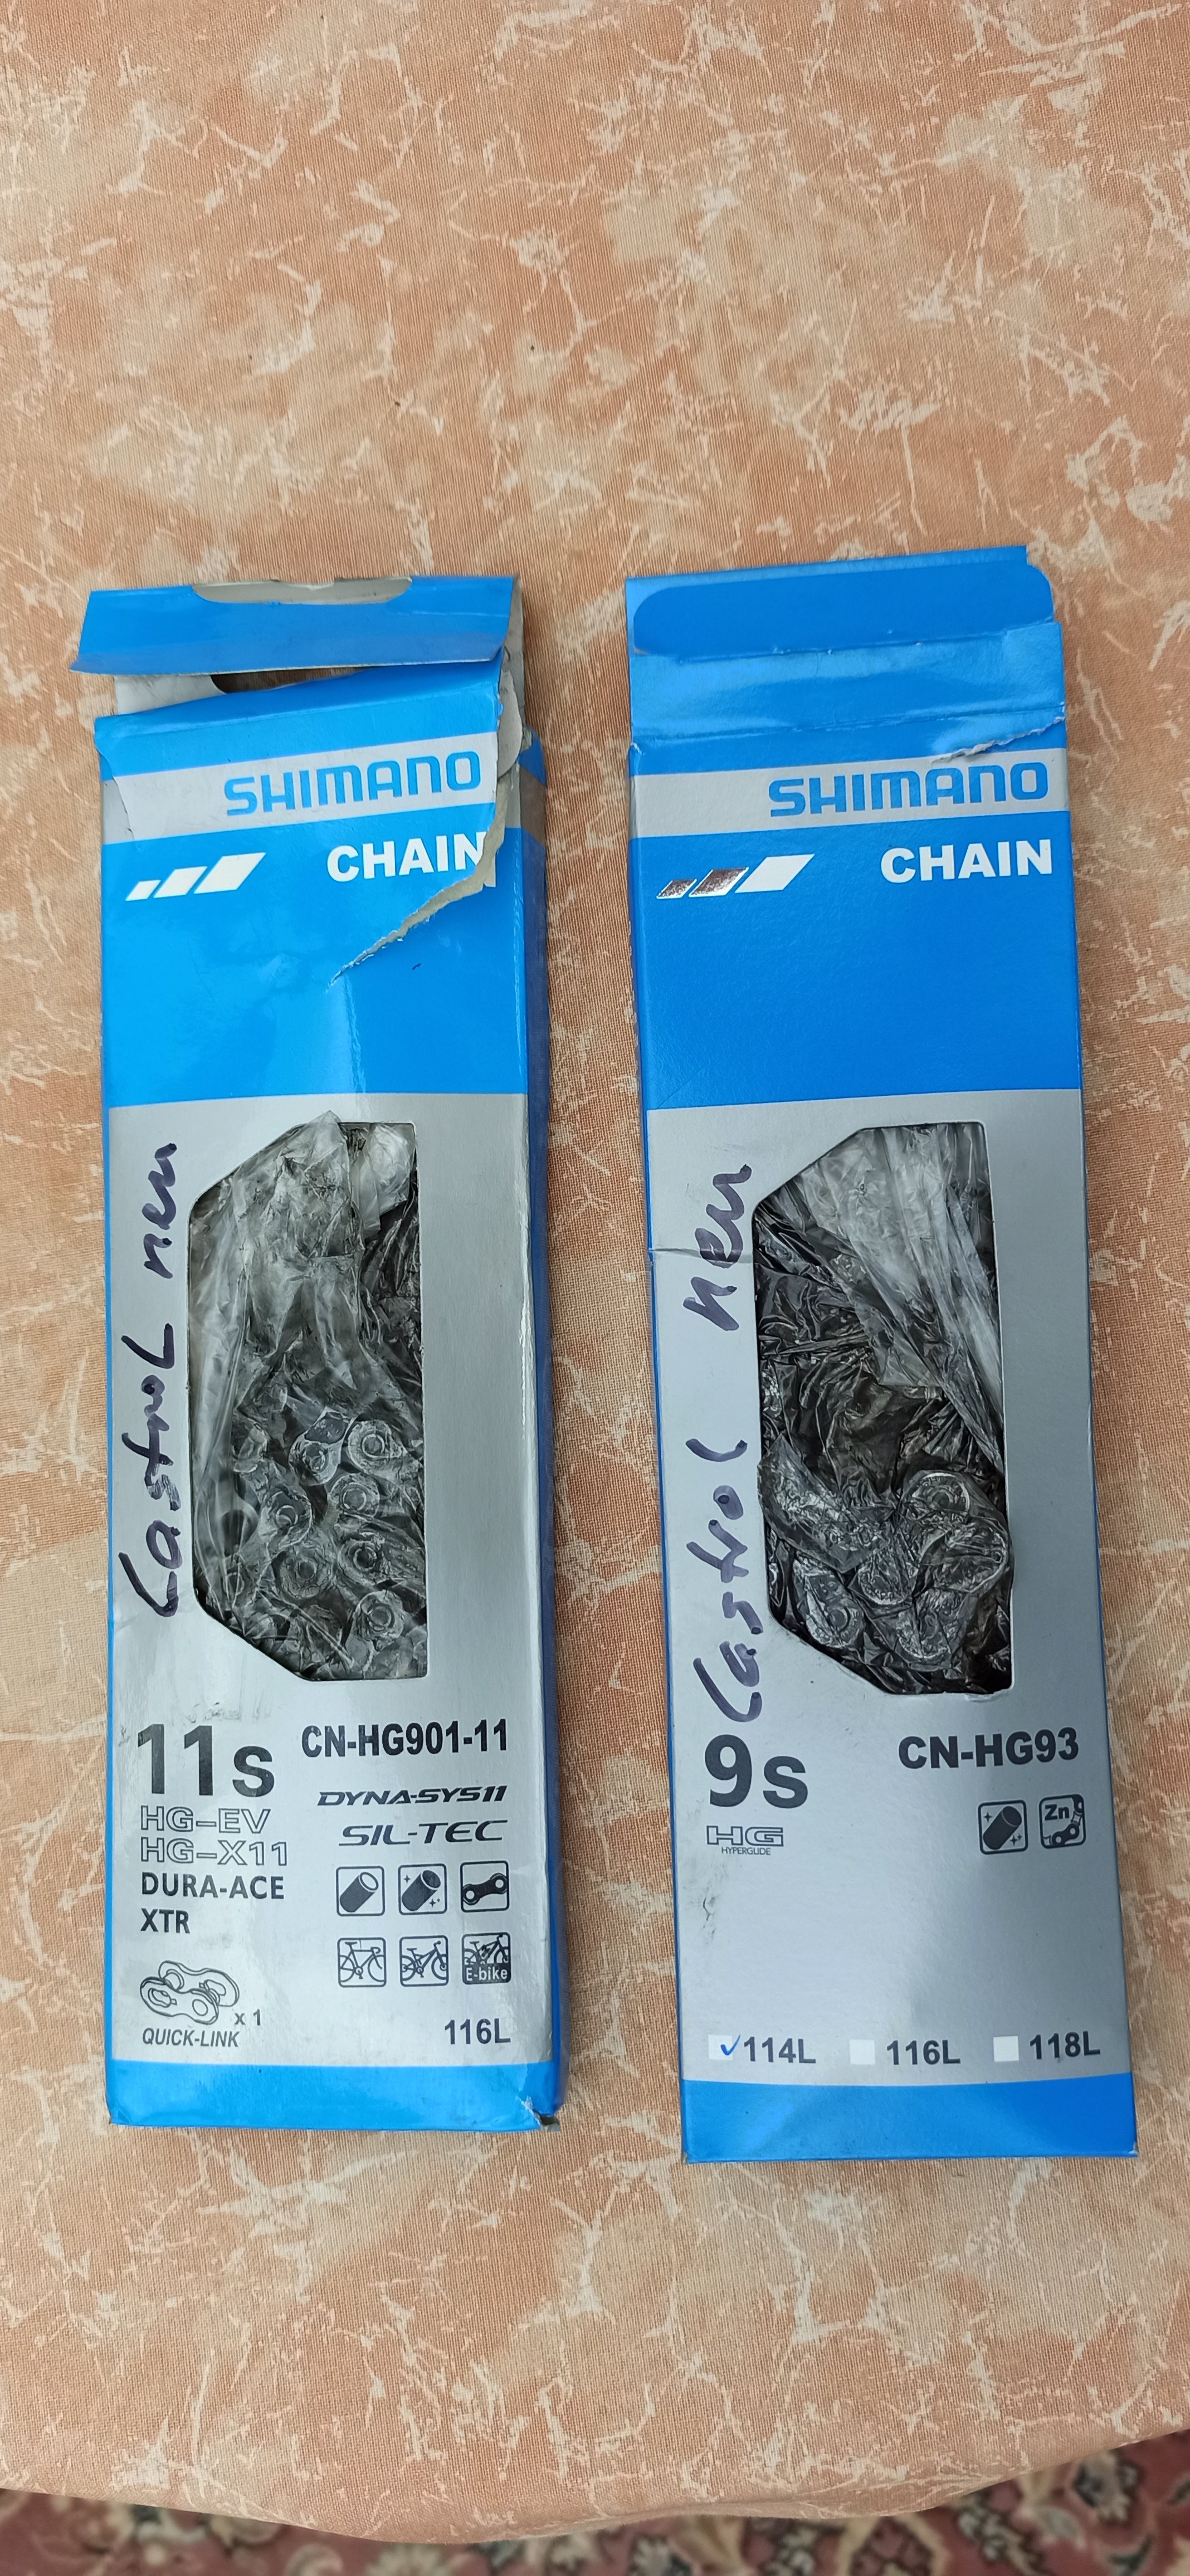 SHIMANO
CHAIN
Castrol neu
11s
CN-HG901-11
HG-EV
HG-X11
DURA-ACE
XTR
DYNA-SYS11
SIL-TEC
E-bike
x 1
QUICK-LINK
116L
SHIMANO
CHAIN
Castrol neu
9s
CN-HG93
HG
HYPERGLIDE
Zn
114L 116L 118L